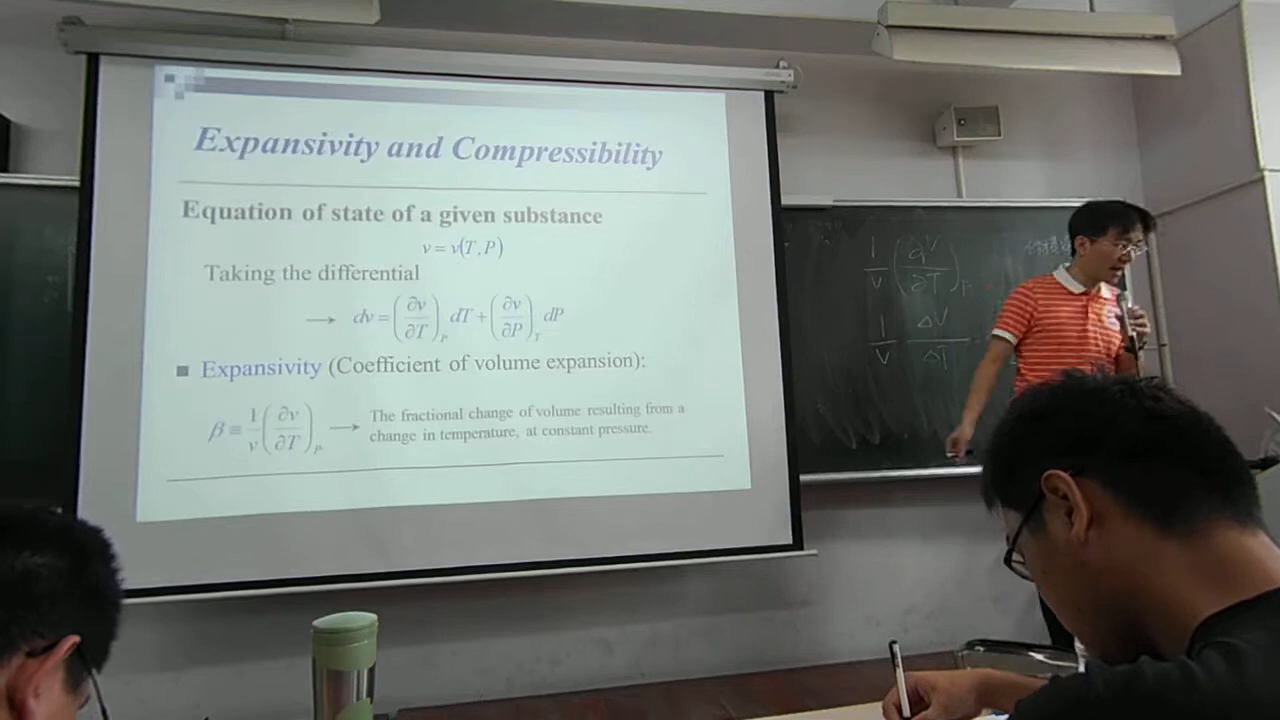 Expansivity and Compressibility
Equation of state of a given substance
v = v(T, P)
Taking the differential
→ dv = (∂v/∂T)_P dT + (∂v/∂P)_T dP
■ Expansivity (Coefficient of volume expansion):
β ≡ 1/v (∂v/∂T)_P → The fractional change of volume resulting from a
change in temperature, at constant pressure.
1/V (∂V/∂T)_P
1/V ΔV/ΔT